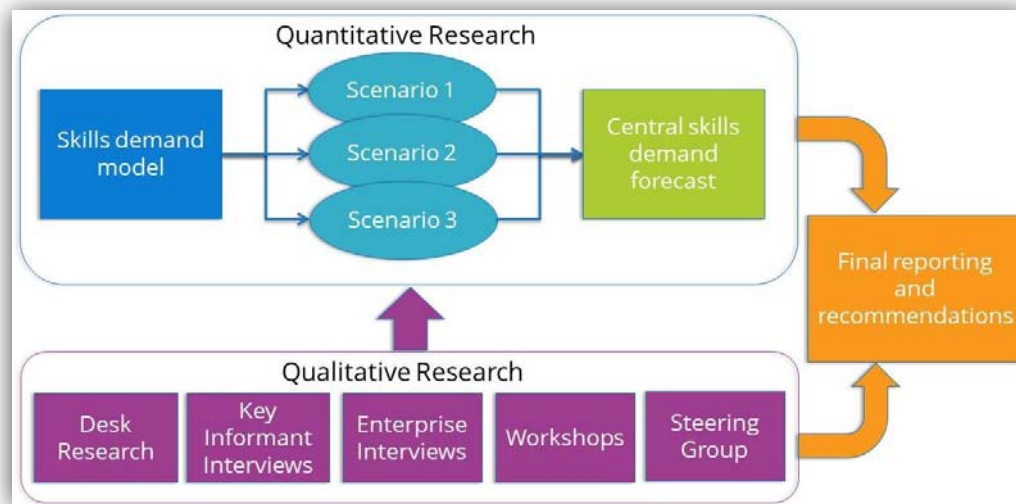 Quantitative Research
Skills demand
model
Scenario 1
Scenario 2
Scenario 3
Central skills
demand
forecast
Final reporting
and
recommendations
Qualitative Research
Desk
Research
Key
Informant
Interviews
Enterprise
Interviews
Workshops
Steering
Group